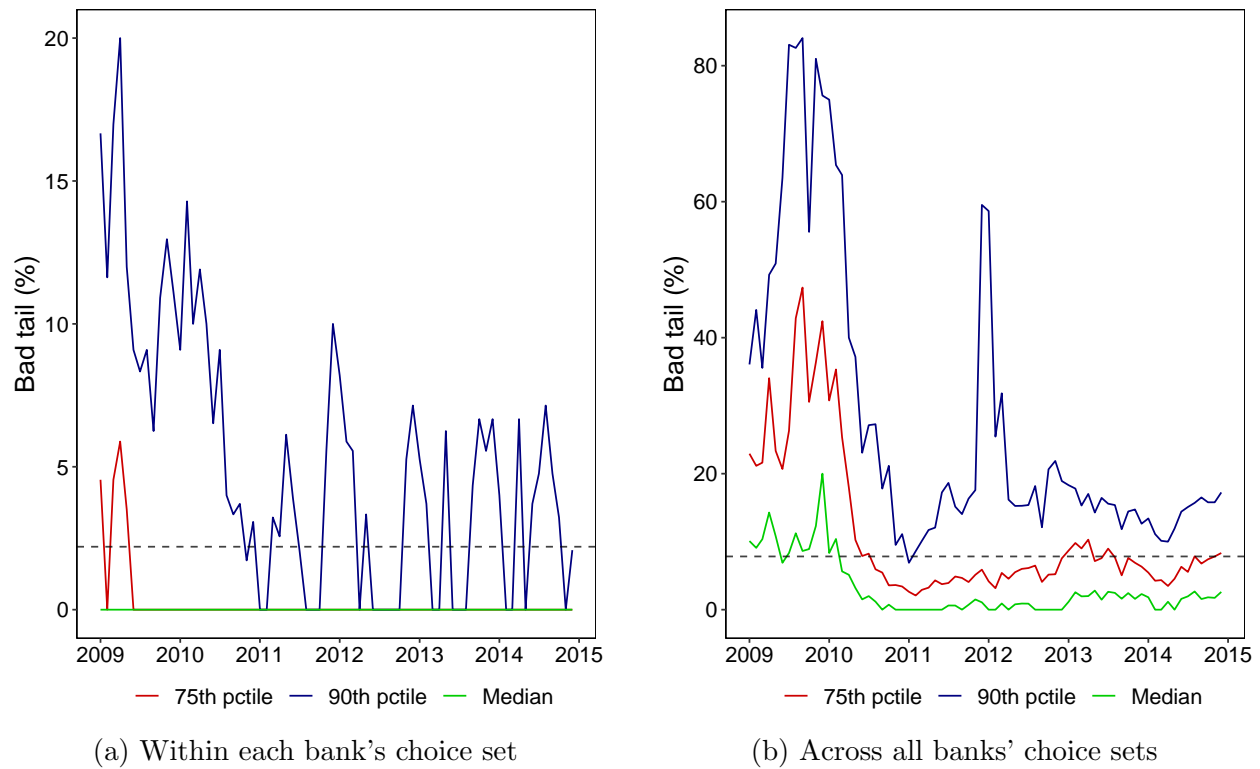 Bad tail (%)
20
15
10
5
0
2009 2010 2011 2012 2013 2014 2015
75th pctile 90th pctile Median
(a) Within each bank's choice set
Bad tail (%)
80
60
40
20
0
2009 2010 2011 2012 2013 2014 2015
75th pctile 90th pctile Median
(b) Across all banks' choice sets